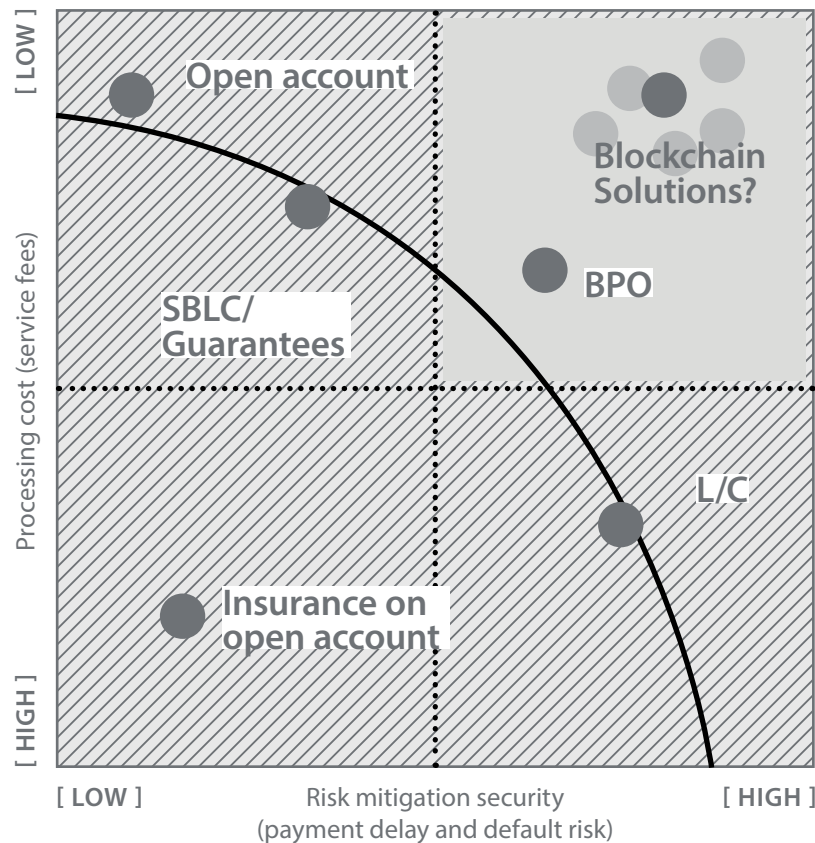 [ LOW ]
Open account
Blockchain
Solutions?
BPO
SBLC/
Guarantees
Processing cost (service fees)
L/C
Insurance on
open account
[ HIGH ]
[ LOW ]
Risk mitigation security
[ HIGH ]
(payment delay and default risk)